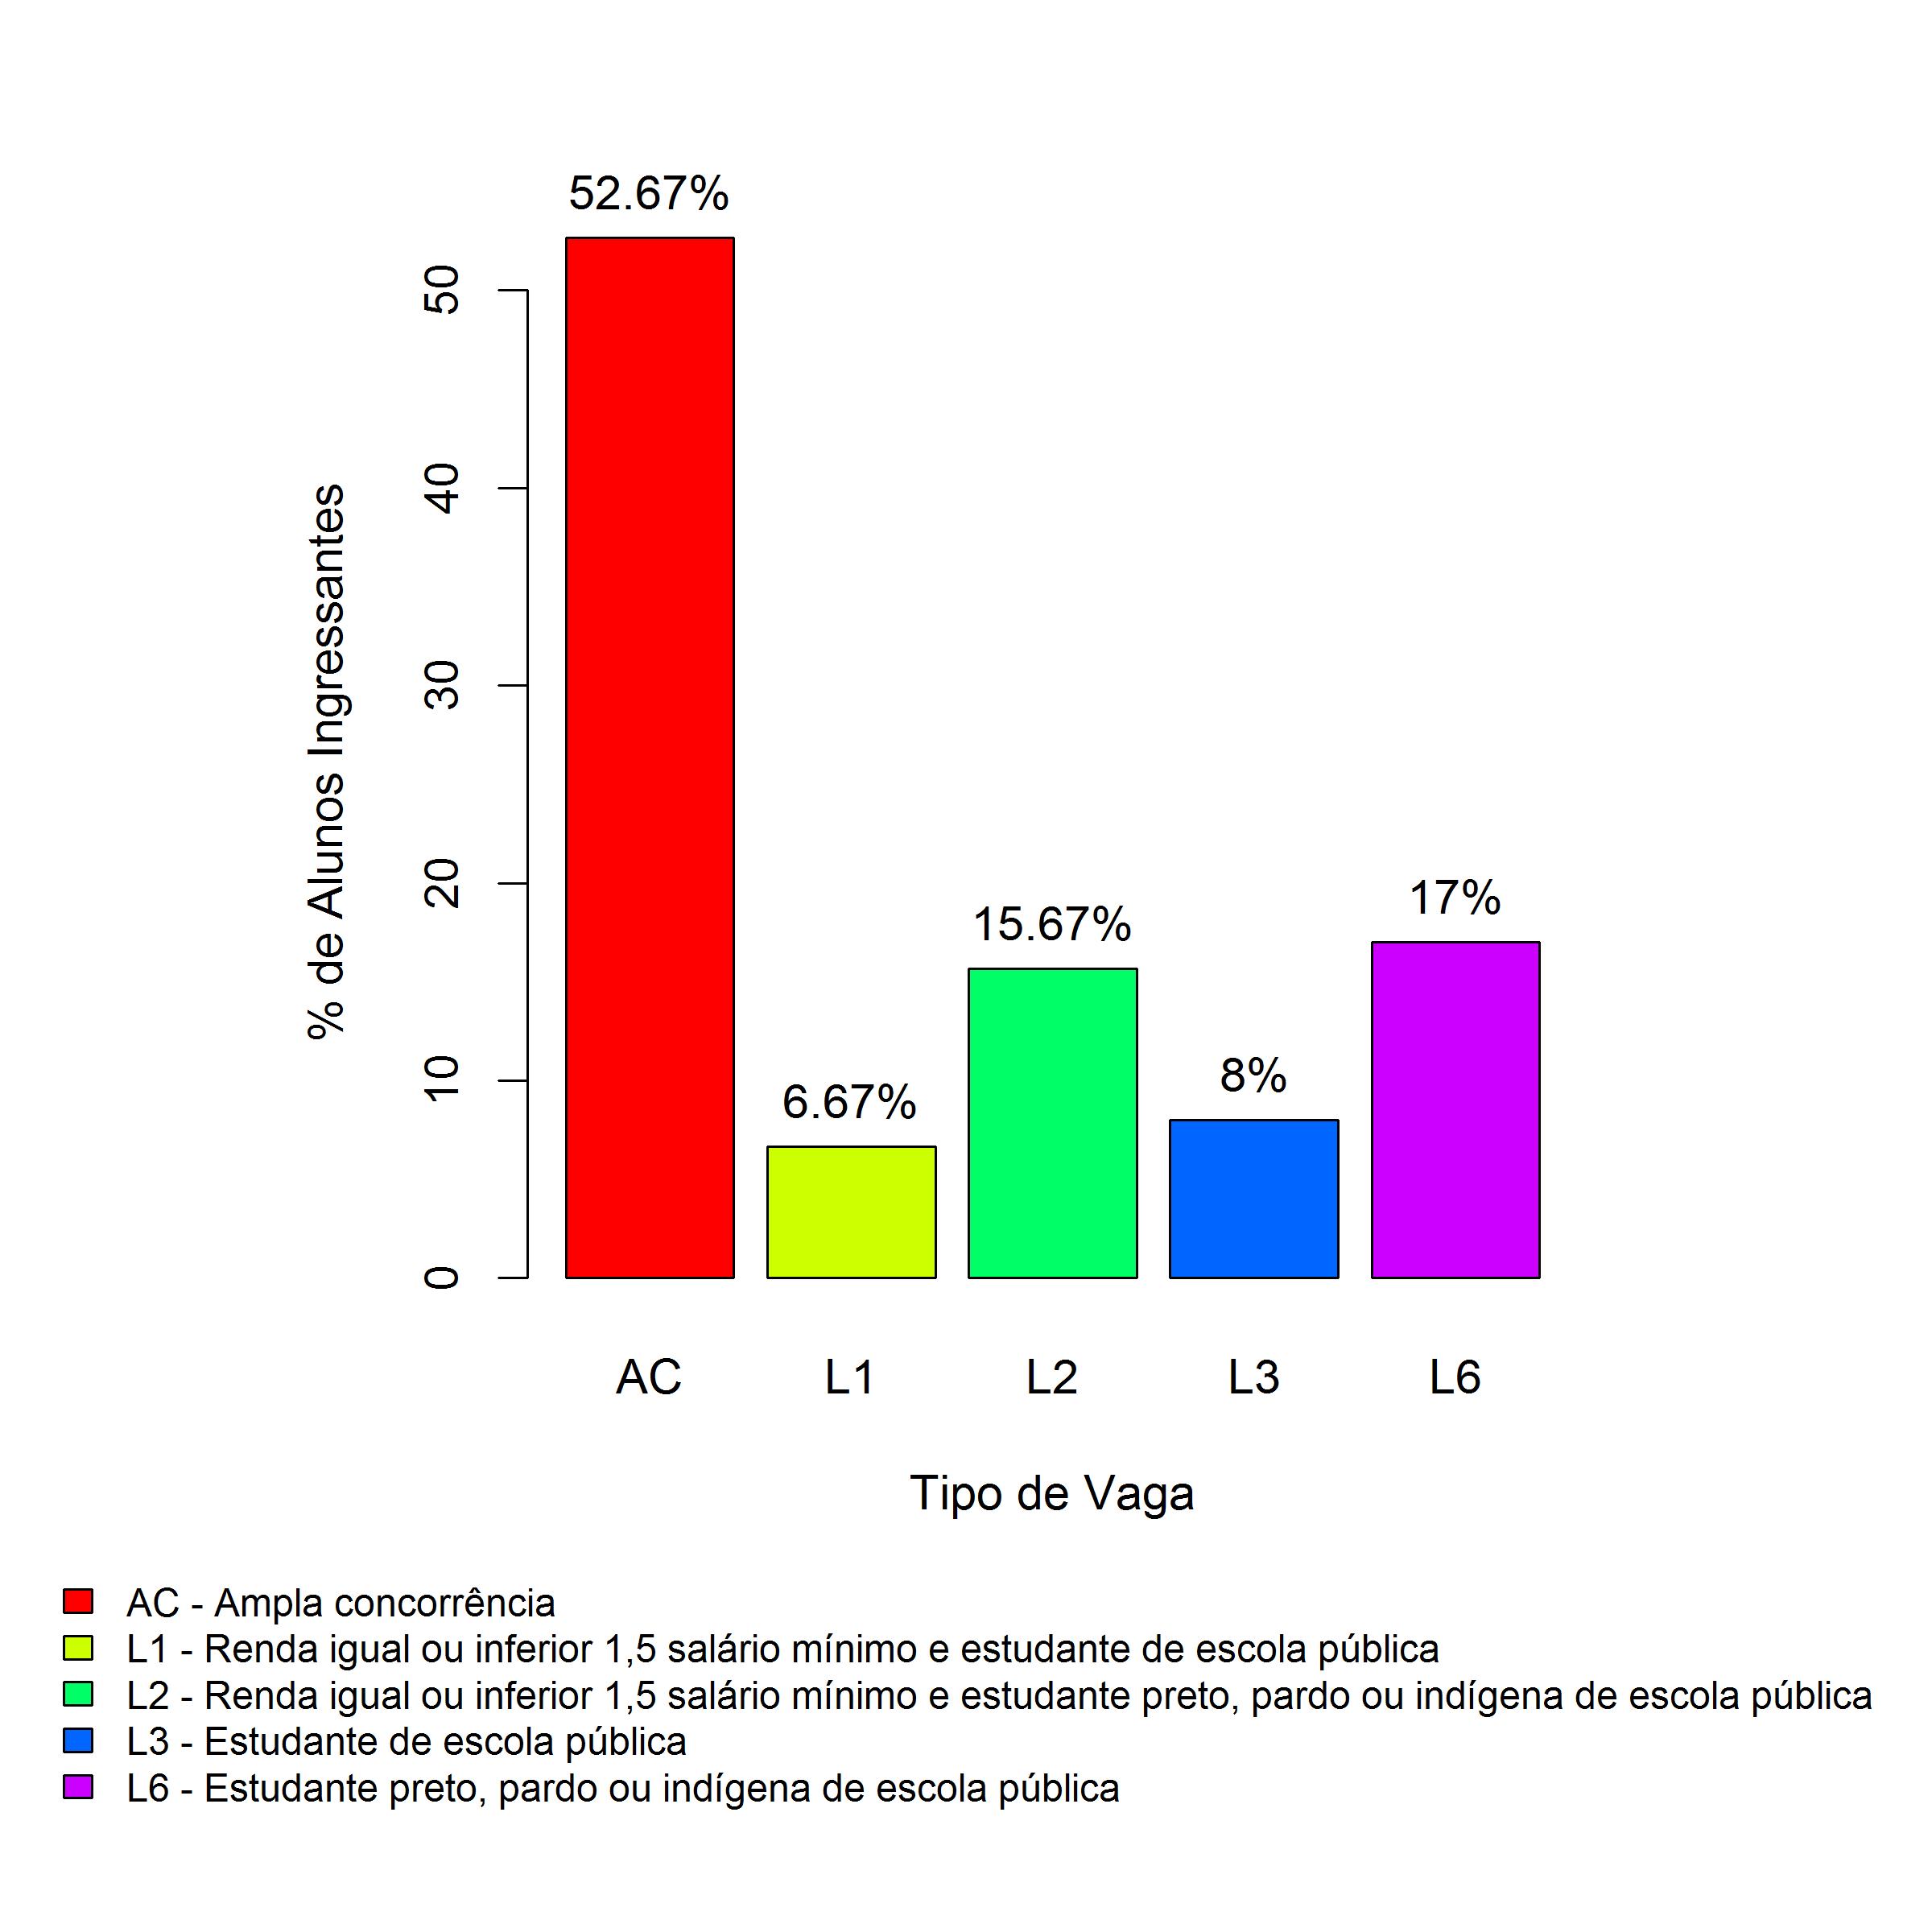 52.67%
50
40
30
20
10
0
% de Alunos Ingressantes
6.67%
15.67%
8%
17%
AC
L1
L2
L3
L6
Tipo de Vaga
AC - Ampla concorrência
L1 - Renda igual ou inferior 1,5 salário mínimo e estudante de escola pública
L2 - Renda igual ou inferior 1,5 salário mínimo e estudante preto, pardo ou indígena de escola pública
L3 - Estudante de escola pública
L6 - Estudante preto, pardo ou indígena de escola pública